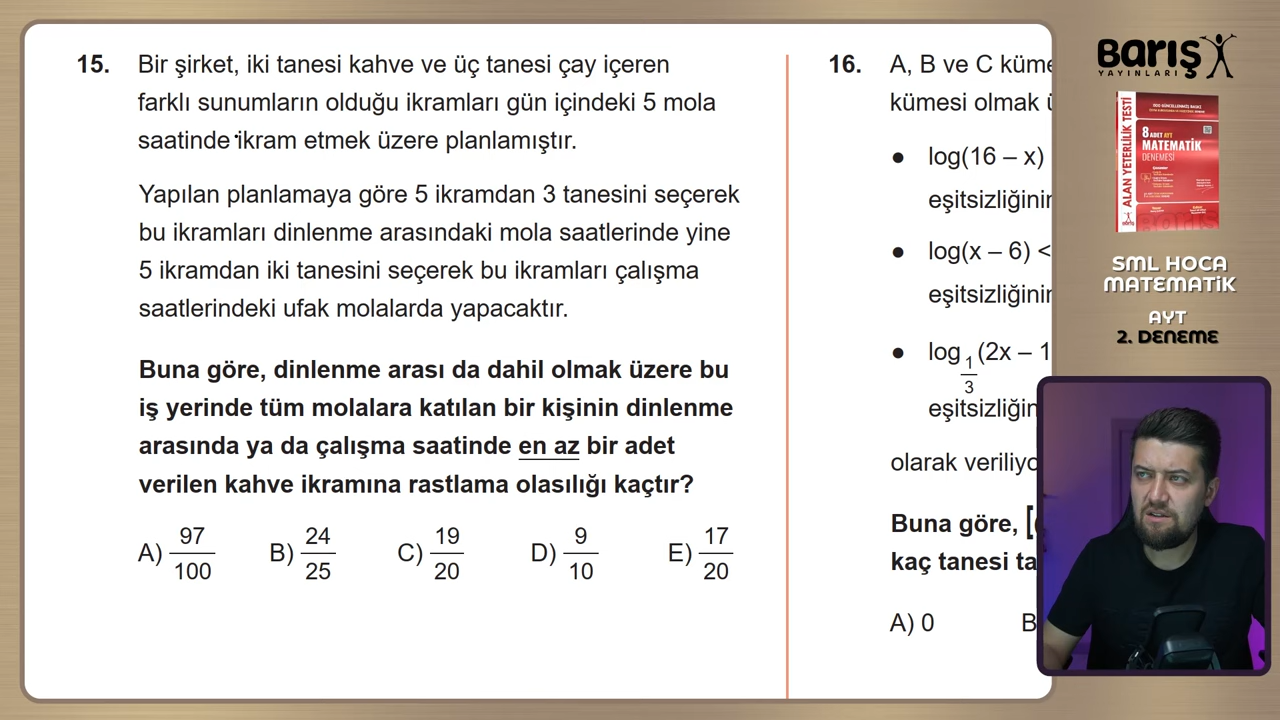 15. Bir şirket, iki tanesi kahve ve üç tanesi çay içeren
farklı sunumların olduğu ikramları gün içindeki 5 mola
saatinde ikram etmek üzere planlamıştır.
Yapılan planlamaya göre 5 ikramdan 3 tanesini seçerek
bu ikramları dinlenme arasındaki mola saatlerinde yine
5 ikramdan iki tanesini seçerek bu ikramları çalışma
saatlerindeki ufak molalarda yapacaktır.
Buna göre, dinlenme arası da dahil olmak üzere bu
iş yerinde tüm molalara katılan bir kişinin dinlenme
arasında ya da çalışma saatinde en az bir adet
verilen kahve ikramına rastlama olasılığı kaçtır?
A) 97/100 B) 24/25 C) 19/20 D) 9/10 E) 17/20
16. A, B ve C küme
kümesi olmak ü
● log(16 – x)
eşitsizliğinin
● log(x – 6) <
eşitsizliğinin
● log 1/3 (2x – 1
eşitsizliğin
olarak veriliyo
Buna göre, [
kaç tanesi ta
A) 0 B
BARIŞ
YAYINLARI
ALAN YETERLİLİK TESTİ
8 ADET AYT
MATEMATİK
DENEMESİ
Barış
SML HOCA
MATEMATİK
AYT
2. DENEME